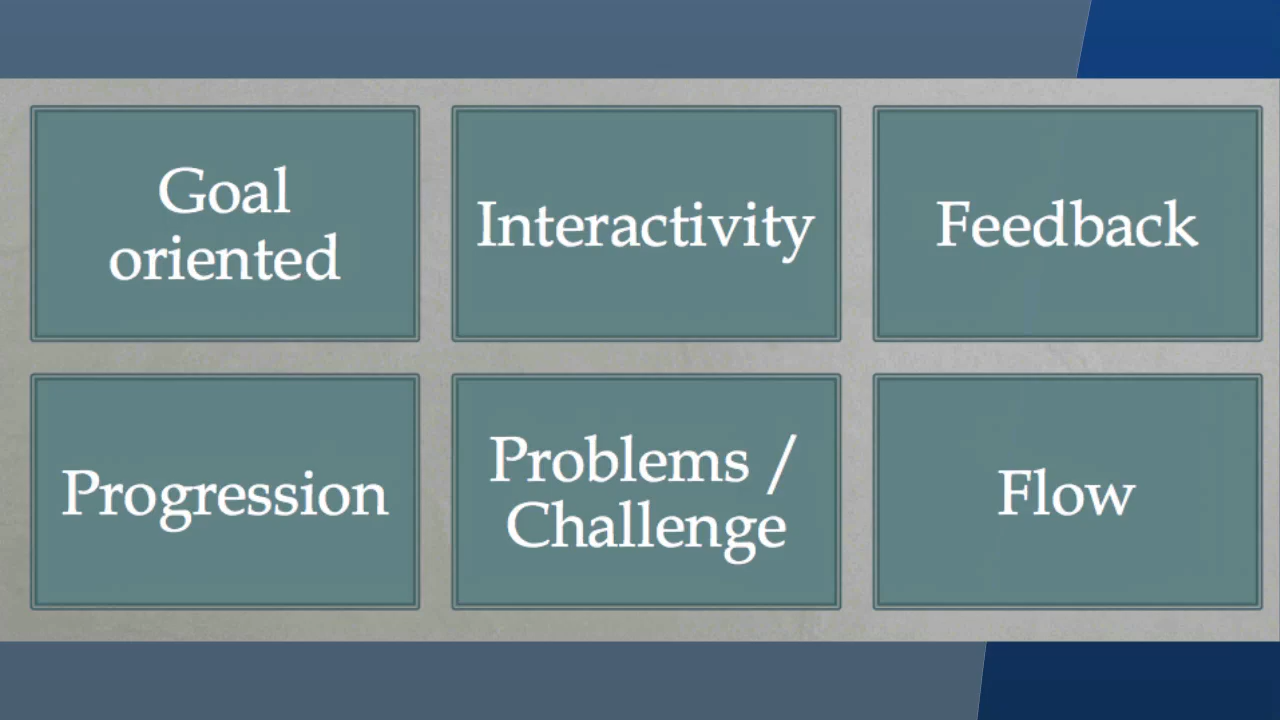 Goal
oriented
Interactivity
Feedback
Progression
Problems /
Challenge
Flow